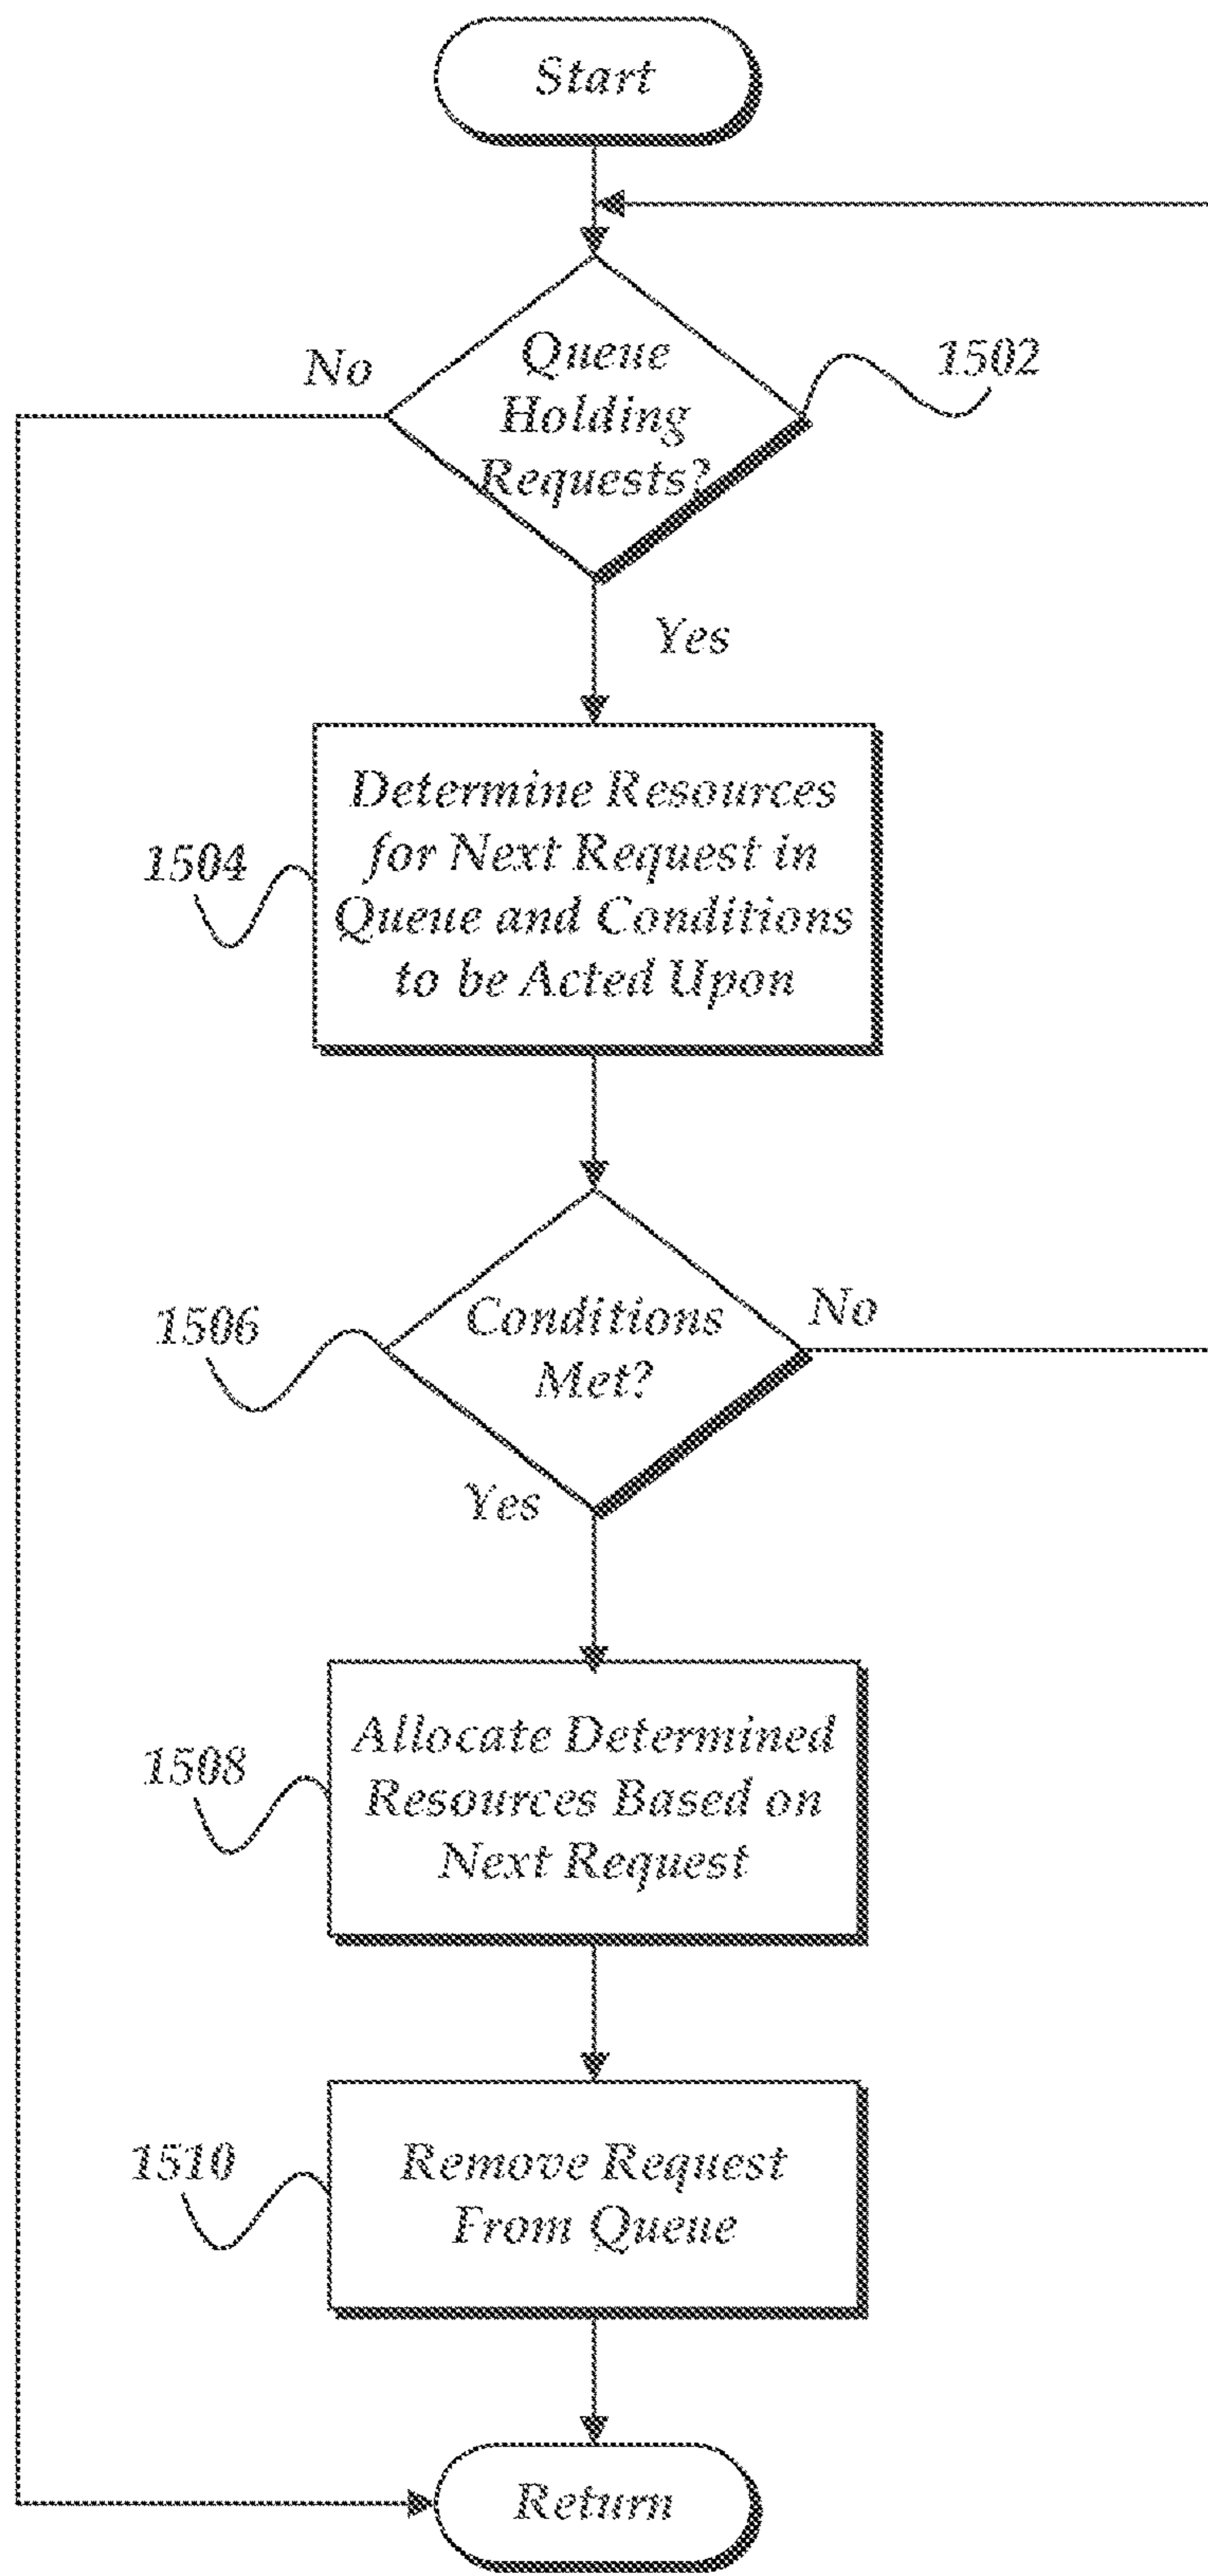 Start
No
Queue
Holding
Requests?
1502
Yes
Determine Resources
for Next Request in
Queue and Conditions
to be Acted Upon
1504
Conditions
Met?
1506
No
Yes
Allocate Determined
Resources Based on
Next Request
1508
Remove Request
From Queue
1510
Return